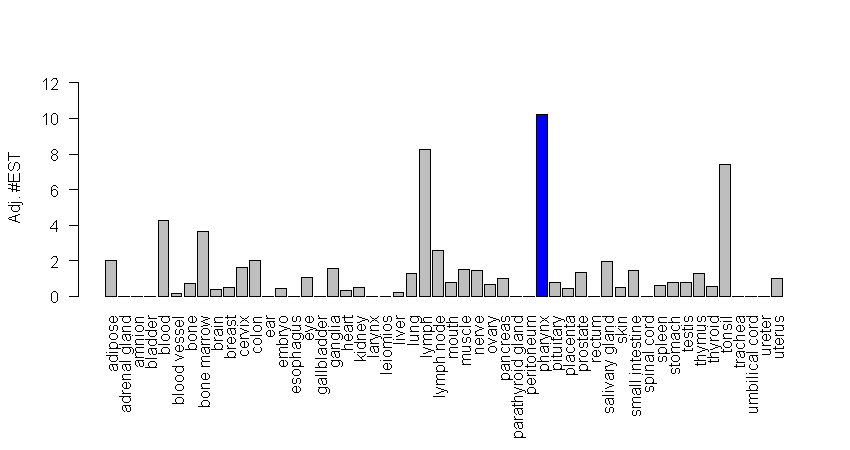 Adj. #EST
12
10
8
6
4
2
0
adipose
adrenal gland
amnion
bladder
blood
blood vessel
bone
bone marrow
brain
breast
cervix
colon
ear
embryo
esophagus
eye
gallbladder
ganglia
heart
kidney
larynx
leiomios
liver
lung
lymph
lymph node
mouth
muscle
nerve
ovary
pancreas
parathyroid gland
peritoneum
pharynx
pituitary
placenta
prostate
rectum
salivary gland
skin
small intestine
spinal cord
spleen
stomach
testis
thymus
thyroid
tonsil
trachea
umbilical cord
ureter
uterus